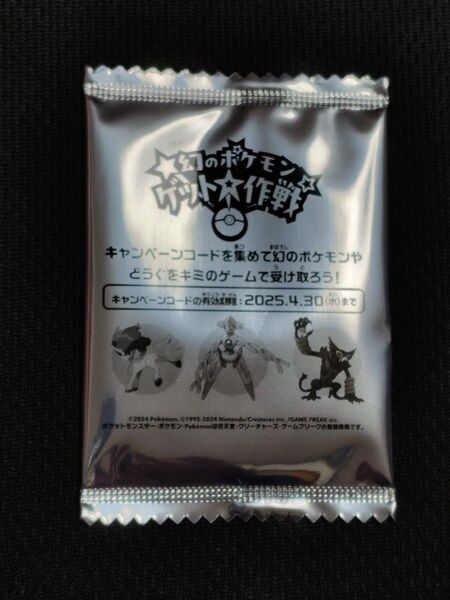 幻のポケモン
ゲット★作戦
キャンペーンコードを集めて幻のポケモンや
どうぐをキミのゲームで受け取ろう!
キャンペーンコードの有効期限:2025.4.30(水)まで
©2024 Pokémon. ©1995-2024 Nintendo/Creatures Inc./GAME FREAK inc.
ポケットモンスター・ポケモン・Pokémonは任天堂・クリーチャーズ・ゲームフリークの登録商標です。